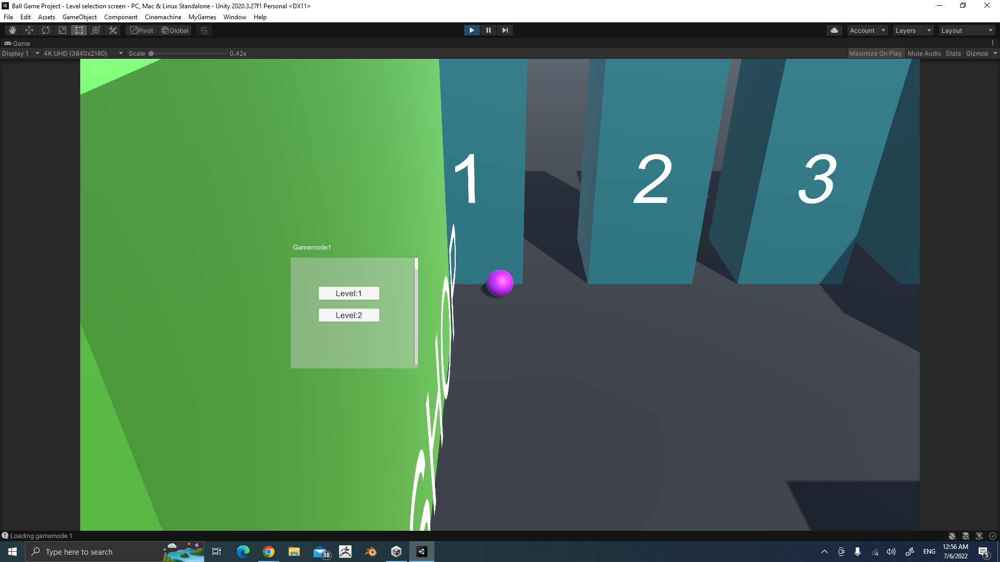 Ball Game Project - Level selection screen - PC, Mac & Linux Standalone - Unity 2020.3.27f1 Personal <DX11>
File Edit Assets GameObject Component Cinemachine MyGames Window Help
Pivot Global Account Layers Layout
Game
Display 1 4K UHD (3840x2160) Scale 0.42x Maximize On Play Mute Audio Stats Gizmos
1 2 3
Gamemode1
Level:1
Level:2
Loading gamemode 1
Type here to search 38 ENG 12:56 AM
7/6/2022 5